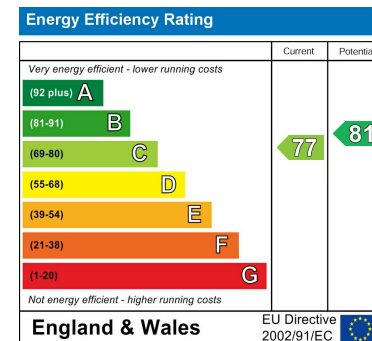 Energy Efficiency Rating
Current Potentia
Very energy efficient - lower running costs
(92 plus) A
(81-91) B
(69-80) C
(55-68) D
(39-54) E
(21-38) F
(1-20) G
77
81
Not energy efficient - higher running costs
England & Wales
EU Directive
2002/91/EC